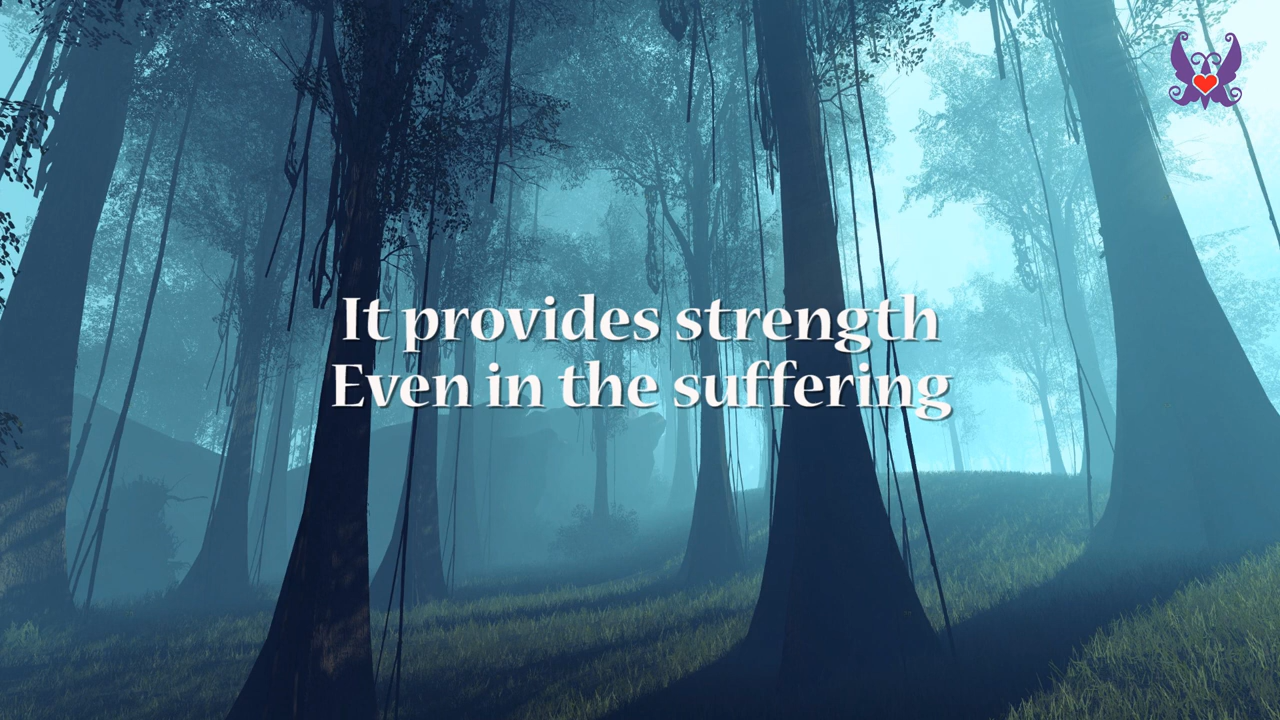 It provides strength
Even in the suffering